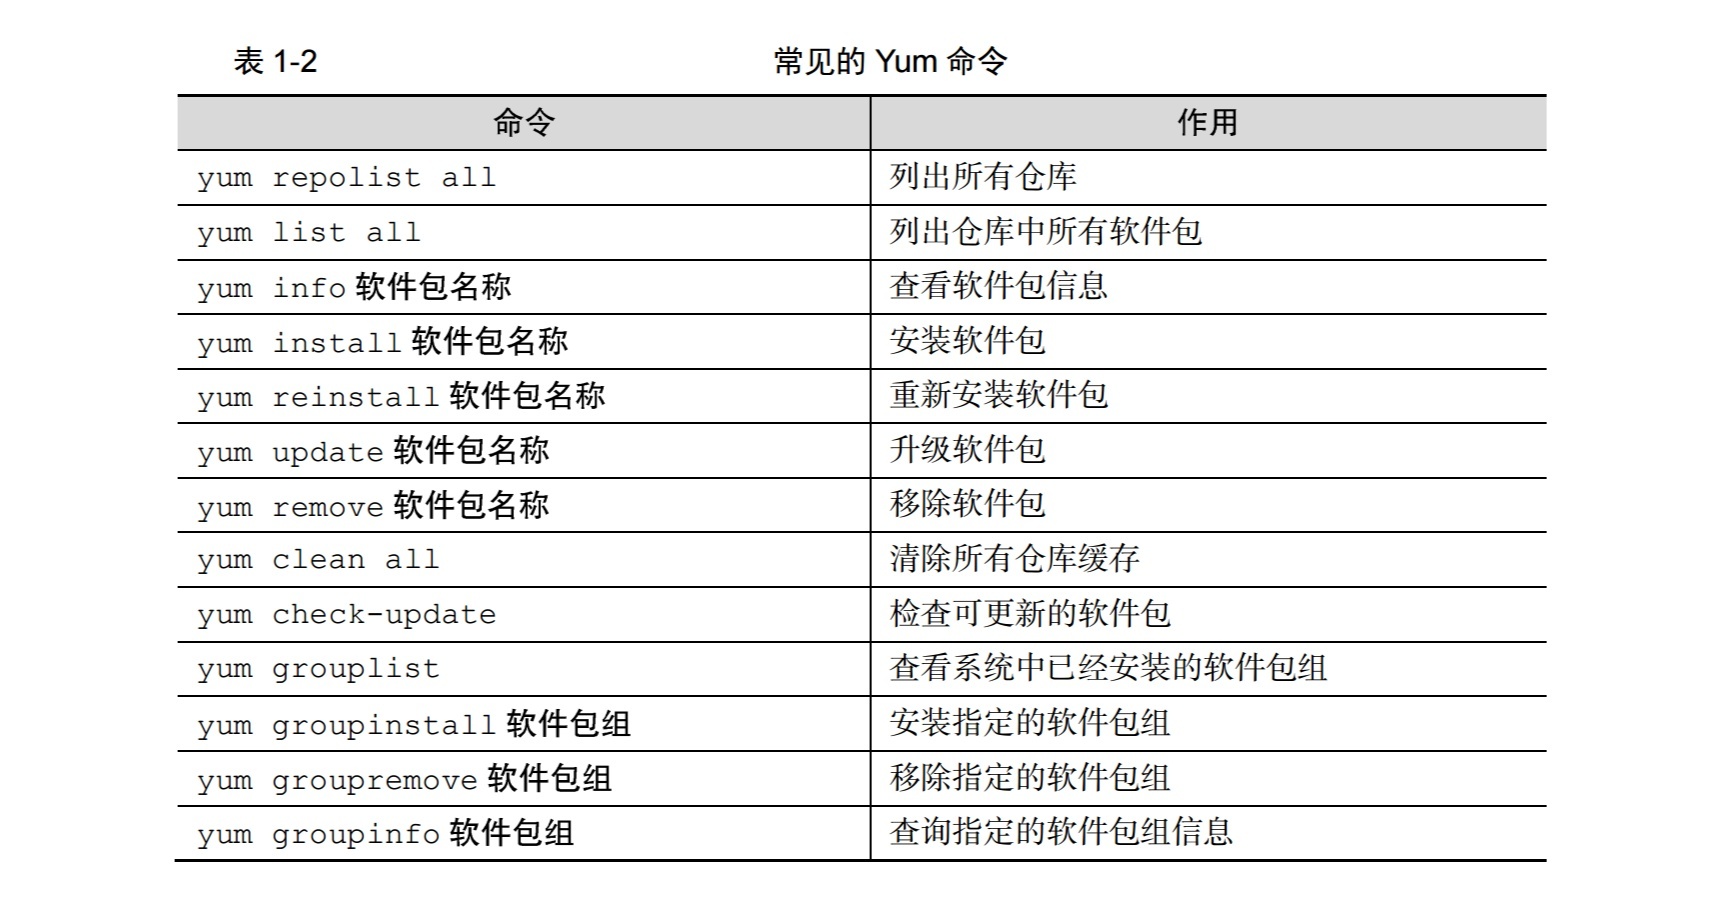 表 1-2 常见的 Yum 命令
命令 作用
yum repolist all 列出所有仓库
yum list all 列出仓库中所有软件包
yum info 软件包名称 查看软件包信息
yum install 软件包名称 安装软件包
yum reinstall 软件包名称 重新安装软件包
yum update 软件包名称 升级软件包
yum remove 软件包名称 移除软件包
yum clean all 清除所有仓库缓存
yum check-update 检查可更新的软件包
yum grouplist 查看系统中已经安装的软件包组
yum groupinstall 软件包组 安装指定的软件包组
yum groupremove 软件包组 移除指定的软件包组
yum groupinfo 软件包组 查询指定的软件包组信息